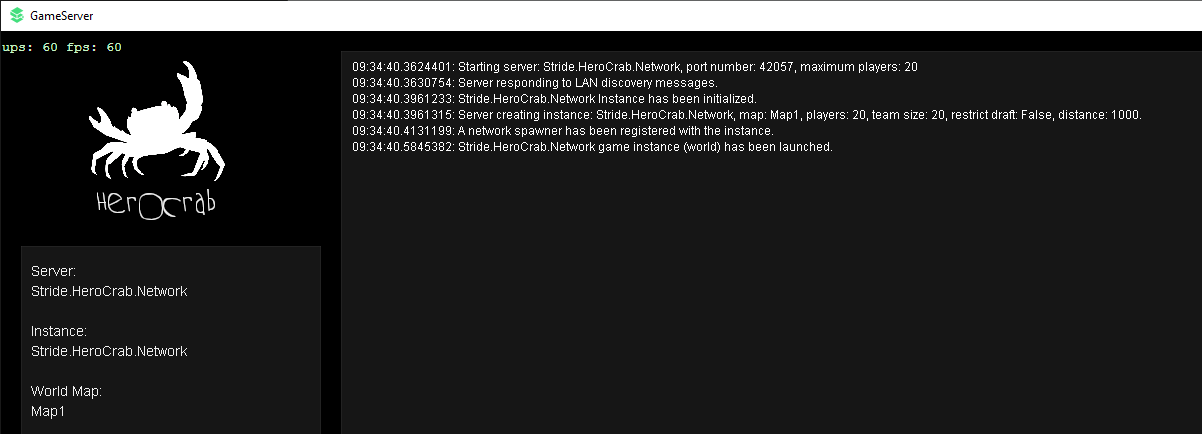 GameServer
ups: 60 fps: 60
HerOcrab
09:34:40.3624401: Starting server: Stride.HeroCrab.Network, port number: 42057, maximum players: 20
09:34:40.3630754: Server responding to LAN discovery messages.
09:34:40.3961233: Stride.HeroCrab.Network Instance has been initialized.
09:34:40.3961315: Server creating instance: Stride.HeroCrab.Network, map: Map1, players: 20, team size: 20, restrict draft: False, distance: 1000.
09:34:40.4131199: A network spawner has been registered with the instance.
09:34:40.5845382: Stride.HeroCrab.Network game instance (world) has been launched.
Server:
Stride.HeroCrab.Network
Instance:
Stride.HeroCrab.Network
World Map:
Map1